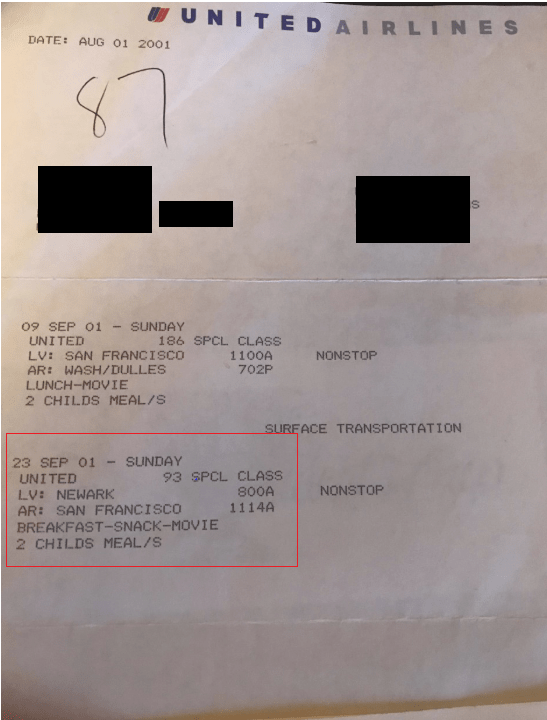 UNITED AIRLINES
DATE: AUG 01 2001
87
S
09 SEP 01 - SUNDAY
UNITED 186 SPCL CLASS
LV: SAN FRANCISCO 1100A NONSTOP
AR: WASH/DULLES 702P
LUNCH-MOVIE
2 CHILDS MEAL/S
SURFACE TRANSPORTATION
23 SEP 01 - SUNDAY
UNITED 93 SPCL CLASS
LV: NEWARK 800A NONSTOP
AR: SAN FRANCISCO 1114A
BREAKFAST-SNACK-MOVIE
2 CHILDS MEAL/S